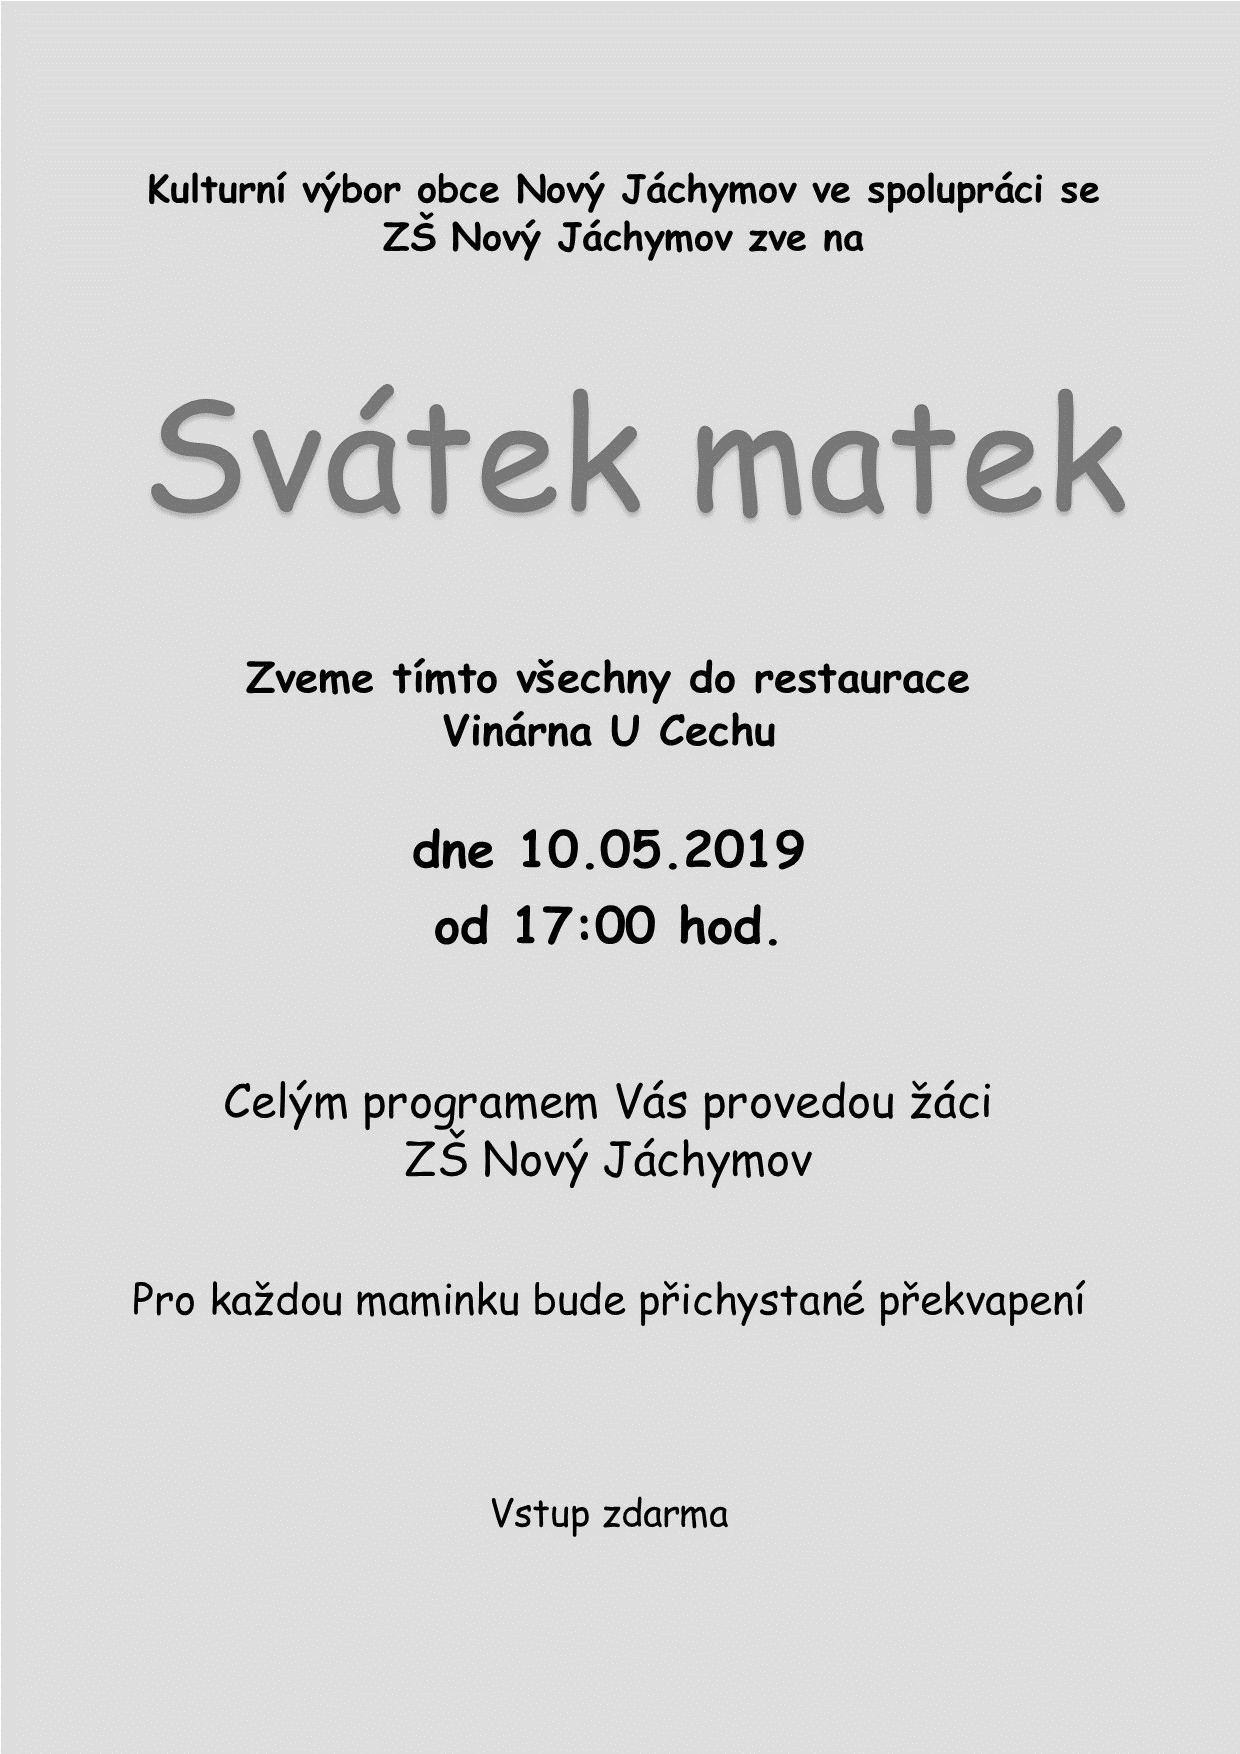 Kulturní výbor obce Nový Jáchymov ve spolupráci se
ZŠ Nový Jáchymov zve na
Svátek matek
Zveme tímto všechny do restaurace
Vinárna U Cechu
dne 10.05.2019
od 17:00 hod.
Celým programem Vás provedou žáci
ZŠ Nový Jáchymov
Pro každou maminku bude přichystané překvapení
Vstup zdarma